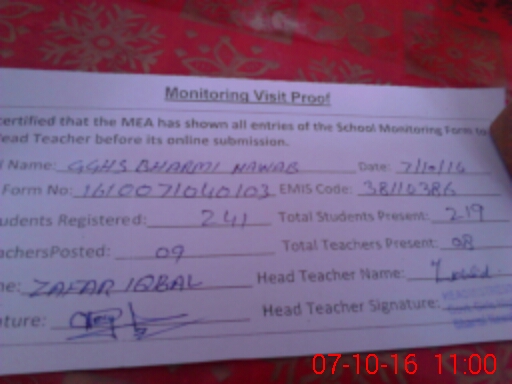 Monitoring Visit Proof
certified that the MEA has shown all entries of the School Monitoring Form to
Head Teacher before its online submission.
Name: GGHS BHARMI NAWAB Date: 7/10/16
Form No: 1610071040103 EMIS Code: 38110386
udents Registered: 241 Total Students Present: 219
achersPosted: 09 Total Teachers Present: 08
me: ZAFAR IQBAL Head Teacher Name:
ature: Head Teacher Signature:
07-10-16 11:00